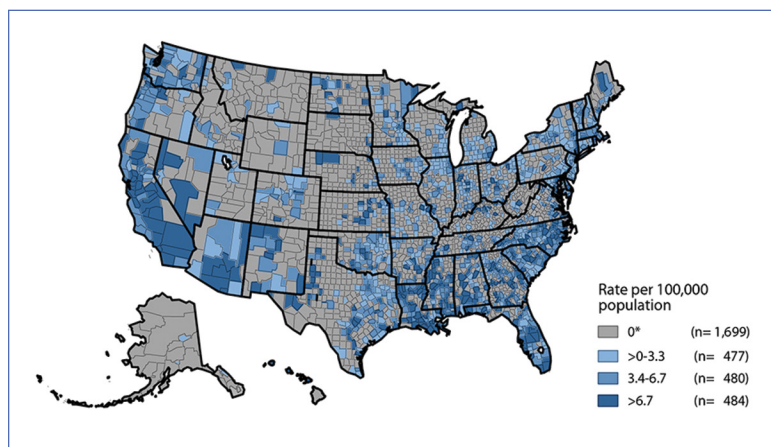 Rate per 100,000
population
0* (n= 1,699)
>0-3.3 (n= 477)
3.4-6.7 (n= 480)
>6.7 (n= 484)